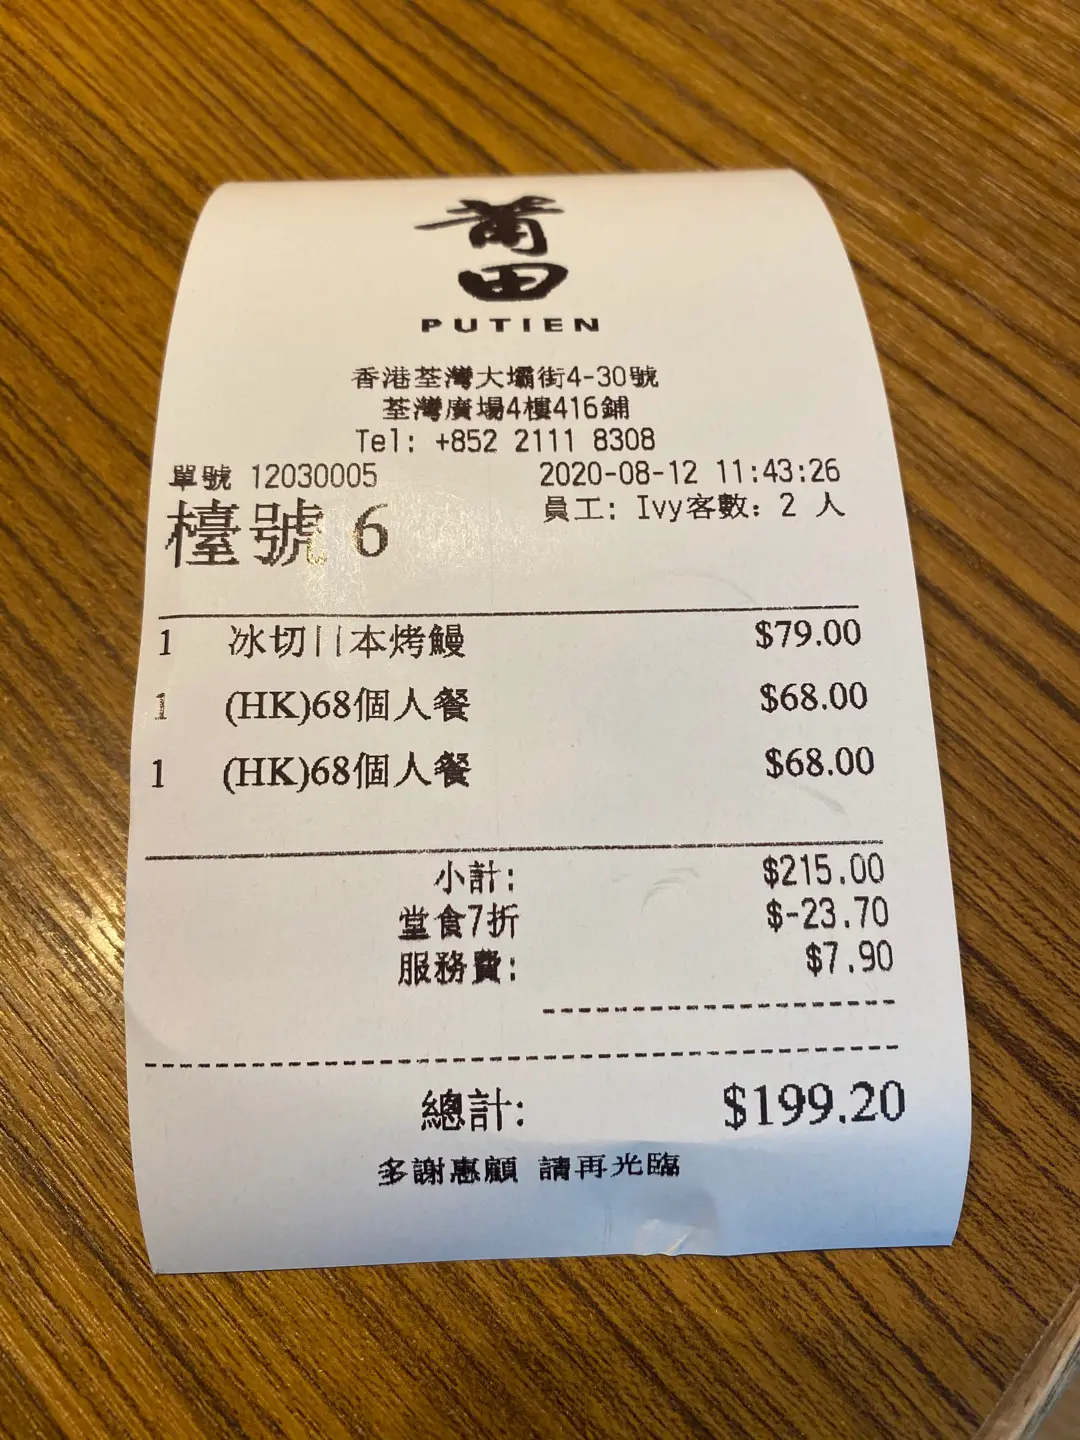 莆田
PUTIEN
香港荃灣大壩街4-30號
荃灣廣場4樓416鋪
Tel: +852 2111 8308
單號 12030005 2020-08-12 11:43:26
檯號 6 員工: Ivy客數: 2 人
1 冰切日本烤鰻 $79.00
1 (HK)68個人餐 $68.00
1 (HK)68個人餐 $68.00
小計: $215.00
堂食7折 $-23.70
服務費: $7.90
總計: $199.20
多謝惠顧 請再光臨